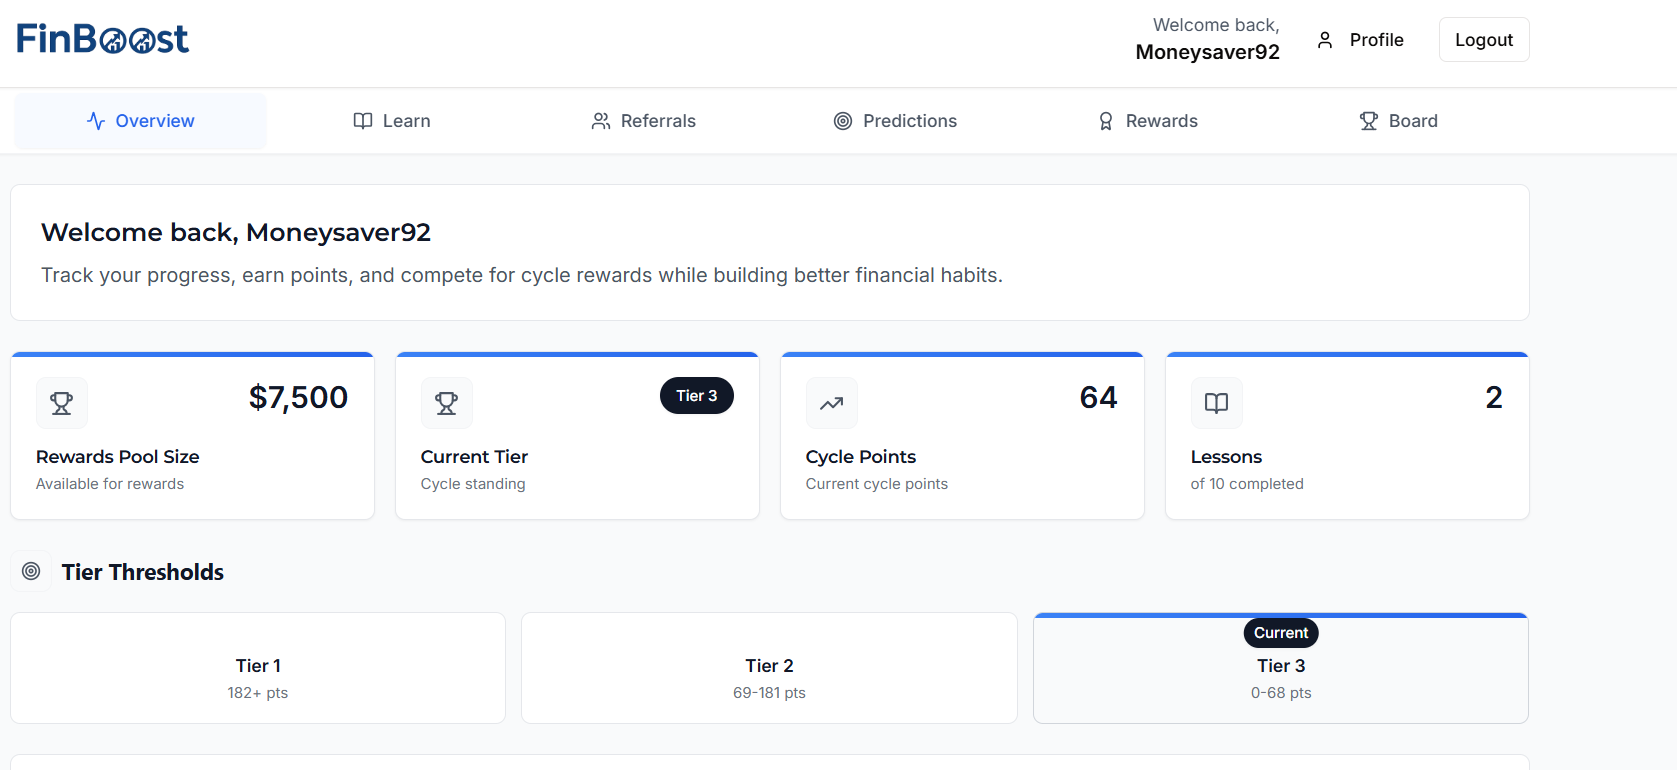 FinBoost
Welcome back,
Moneysaver92
Profile
Logout
Overview
Learn
Referrals
Predictions
Rewards
Board
Welcome back, Moneysaver92
Track your progress, earn points, and compete for cycle rewards while building better financial habits.
$7,500
Rewards Pool Size
Available for rewards
Tier 3
Current Tier
Cycle standing
64
Cycle Points
Current cycle points
2
Lessons
of 10 completed
Tier Thresholds
Tier 1
182+ pts
Tier 2
69-181 pts
Current
Tier 3
0-68 pts